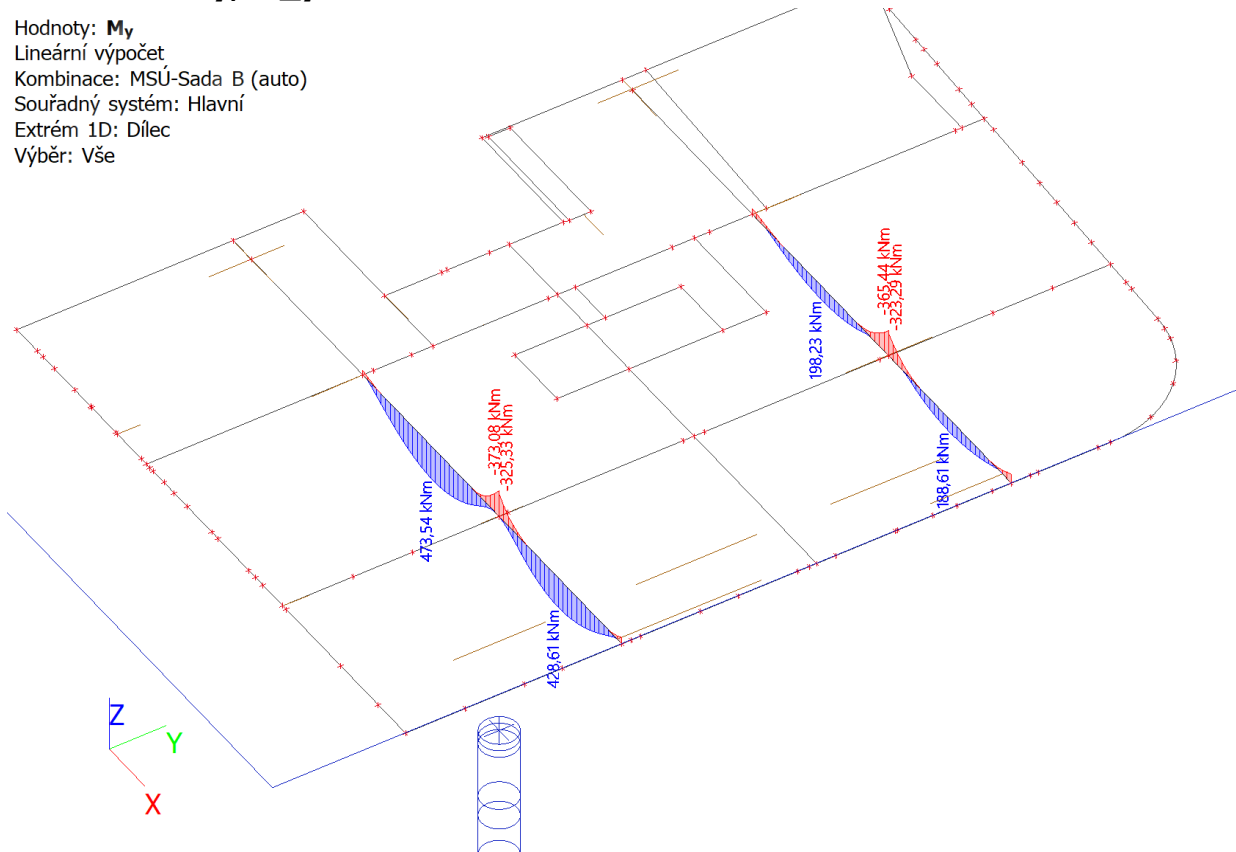 Hodnoty: My
Lineární výpočet
Kombinace: MSÚ-Sada B (auto)
Souřadný systém: Hlavní
Extrém 1D: Dílec
Výběr: Vše
-365,44 kNm
-323,29 kNm
198,23 kNm
188,61 kNm
-373,08 kNm
-325,33 kNm
473,54 kNm
428,61 kNm
Z
Y
X